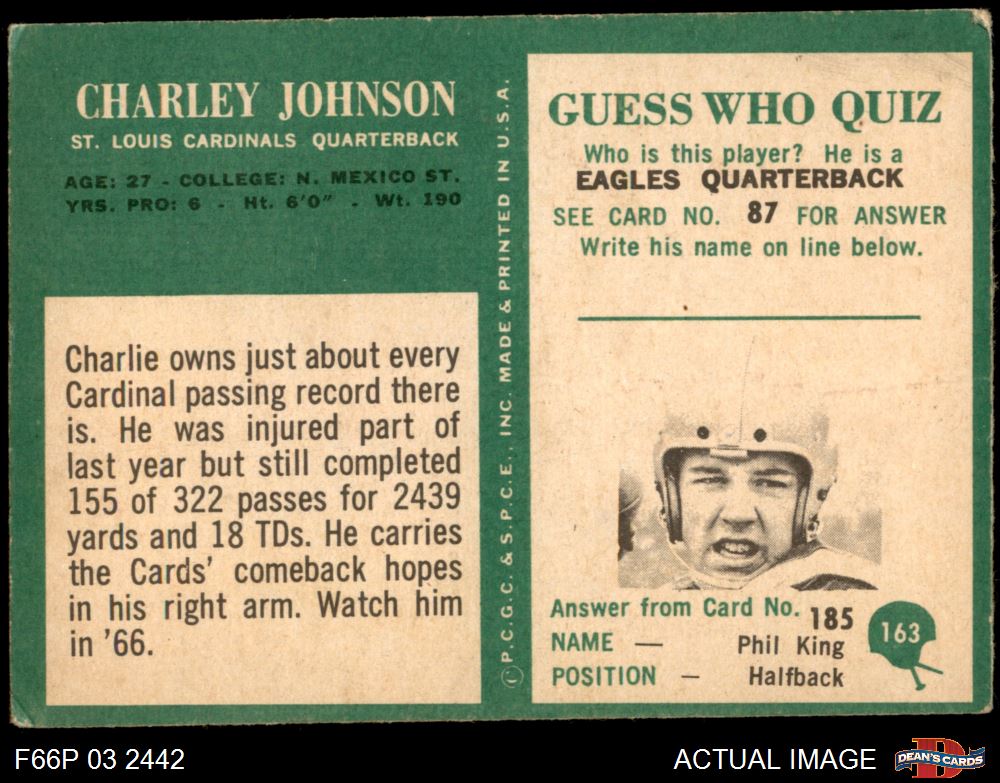 CHARLEY JOHNSON
ST. LOUIS CARDINALS QUARTERBACK
AGE: 27 - COLLEGE: N. MEXICO ST.
YRS. PRO: 6 - Ht. 6'0" - Wt. 190
Charlie owns just about every
Cardinal passing record there
is. He was injured part of
last year but still completed
155 of 322 passes for 2439
yards and 18 TDs. He carries
the Cards' comeback hopes
in his right arm. Watch him
in '66.
© P.C.G.C. & S.P.C.E., INC. MADE & PRINTED IN U.S.A.
GUESS WHO QUIZ
Who is this player? He is a
EAGLES QUARTERBACK
SEE CARD NO. 87 FOR ANSWER
Write his name on line below.
Answer from Card No. 185
NAME — Phil King
POSITION — Halfback
163
F66P 03 2442
ACTUAL IMAGE
D
DEAN'S CARDS